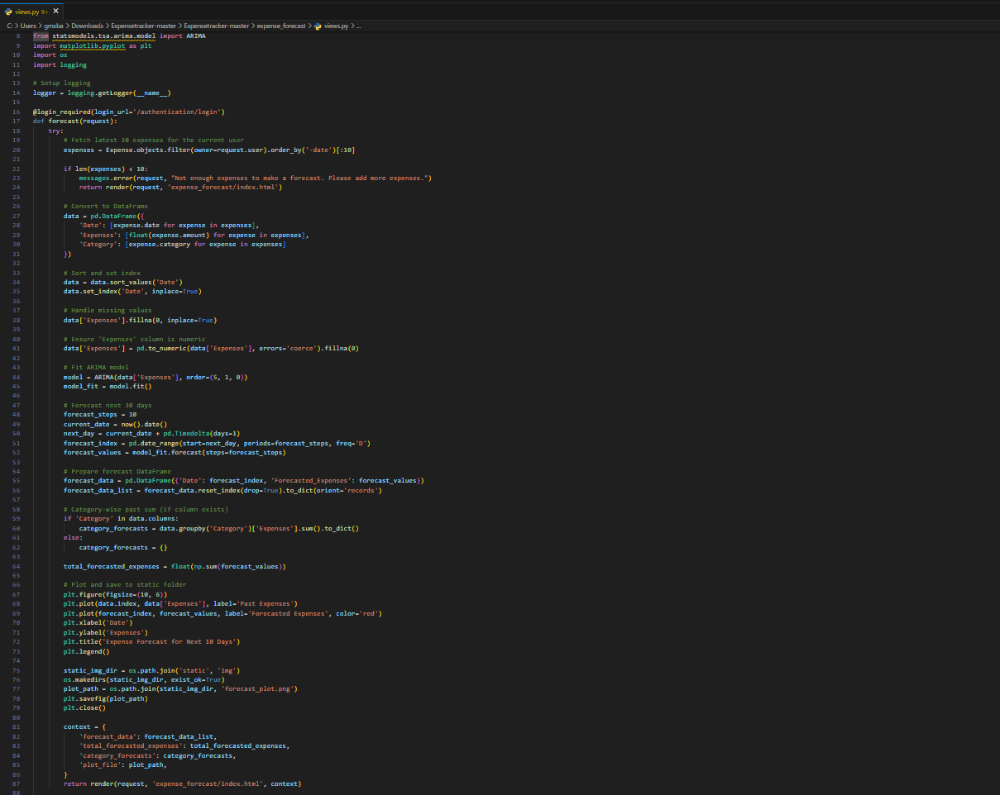 views.py 9+ ✕
C: > Users > gmsba > Downloads > Expensetracker-master > Expensetracker-master > expense_forecast > views.py > ...
8 from statsmodels.tsa.arima.model import ARIMA
9 import matplotlib.pyplot as plt
10 import os
11 import logging
12
13 # Setup logging
14 logger = logging.getLogger(__name__)
15
16 @login_required(login_url='/authentication/login')
17 def forecast(request):
18     try:
19         # Fetch latest 30 expenses for the current user
20         expenses = Expense.objects.filter(owner=request.user).order_by('-date')[:10]
21
22         if len(expenses) < 10:
23             messages.error(request, "Not enough expenses to make a forecast. Please add more expenses.")
24             return render(request, 'expense_forecast/index.html')
25
26         # Convert to DataFrame
27         data = pd.DataFrame({
28             'Date': [expense.date for expense in expenses],
29             'Expenses': [float(expense.amount) for expense in expenses],
30             'Category': [expense.category for expense in expenses]
31         })
32
33         # Sort and set index
34         data = data.sort_values('Date')
35         data.set_index('Date', inplace=True)
36
37         # Handle missing values
38         data['Expenses'].fillna(0, inplace=True)
39
40         # Ensure 'Expenses' column is numeric
41         data['Expenses'] = pd.to_numeric(data['Expenses'], errors='coerce').fillna(0)
42
43         # Fit ARIMA model
44         model = ARIMA(data['Expenses'], order=(5, 1, 0))
45         model_fit = model.fit()
46
47         # Forecast next 30 days
48         forecast_steps = 10
49         current_date = now().date()
50         next_day = current_date + pd.Timedelta(days=1)
51         forecast_index = pd.date_range(start=next_day, periods=forecast_steps, freq='D')
52         forecast_values = model_fit.forecast(steps=forecast_steps)
53
54         # Prepare forecast DataFrame
55         forecast_data = pd.DataFrame({'Date': forecast_index, 'Forecasted_Expenses': forecast_values})
56         forecast_data_list = forecast_data.reset_index(drop=True).to_dict(orient='records')
57
58         # Category-wise past sum (if column exists)
59         if 'Category' in data.columns:
60             category_forecasts = data.groupby('Category')['Expenses'].sum().to_dict()
61         else:
62             category_forecasts = {}
63
64         total_forecasted_expenses = float(np.sum(forecast_values))
65
66         # Plot and save to static folder
67         plt.figure(figsize=(10, 6))
68         plt.plot(data.index, data['Expenses'], label='Past Expenses')
69         plt.plot(forecast_index, forecast_values, label='Forecasted Expenses', color='red')
70         plt.xlabel('Date')
71         plt.ylabel('Expenses')
72         plt.title('Expense Forecast for Next 10 Days')
73         plt.legend()
74
75         static_img_dir = os.path.join('static', 'img')
76         os.makedirs(static_img_dir, exist_ok=True)
77         plot_path = os.path.join(static_img_dir, 'forecast_plot.png')
78         plt.savefig(plot_path)
79         plt.close()
80
81         context = {
82             'forecast_data': forecast_data_list,
83             'total_forecasted_expenses': total_forecasted_expenses,
84             'category_forecasts': category_forecasts,
85             'plot_file': plot_path,
86         }
87         return render(request, 'expense_forecast/index.html', context)
88